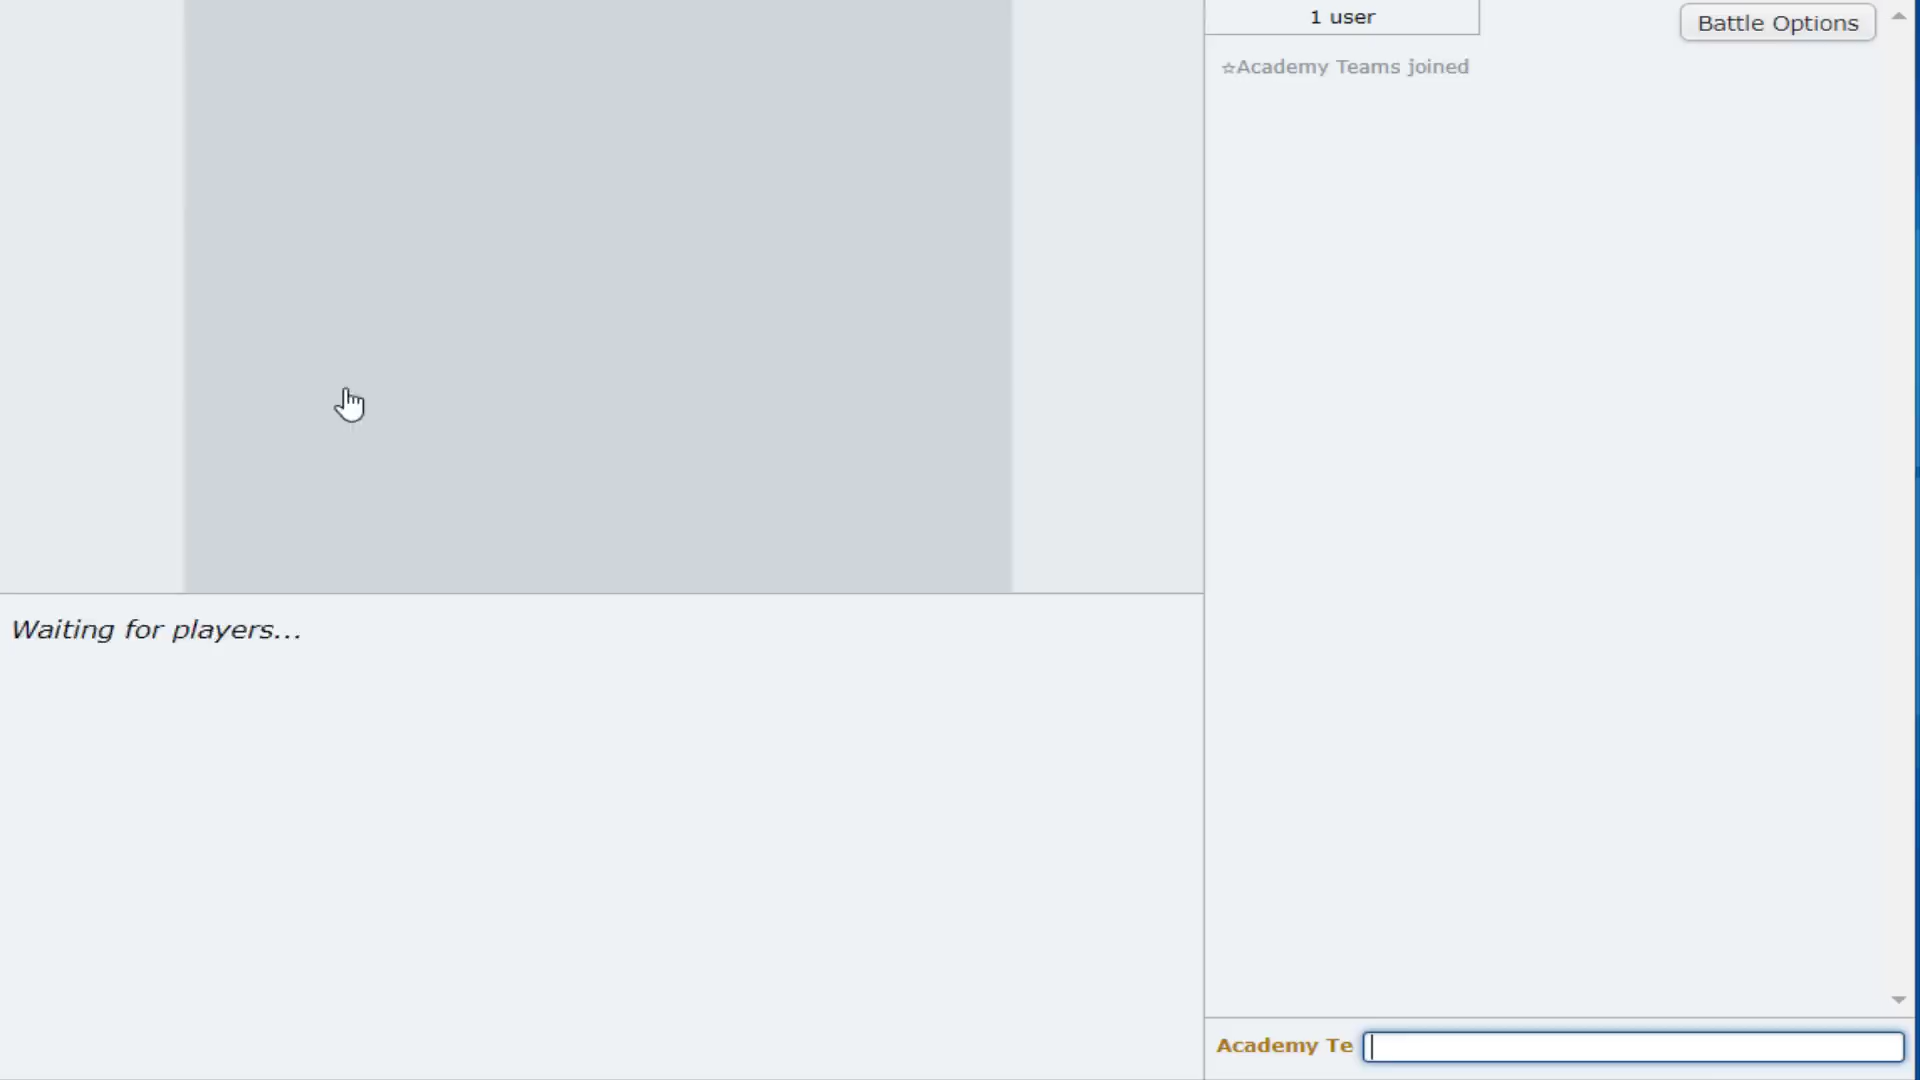 1 user
Battle Options
☆Academy Teams joined
Waiting for players...
Academy Te